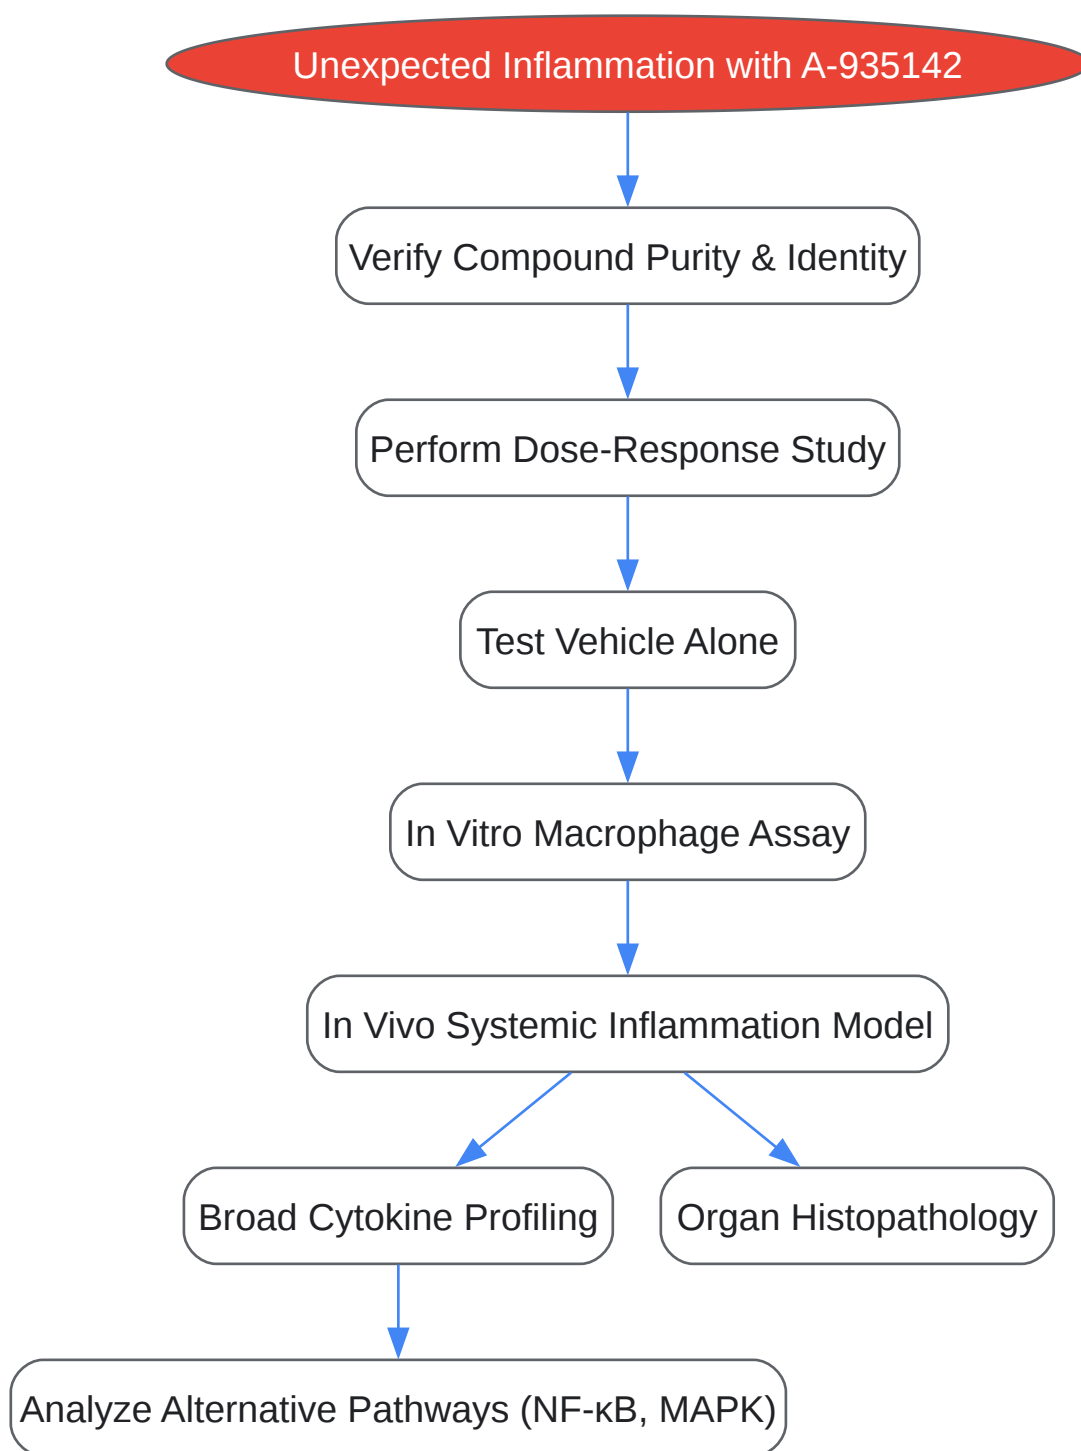 Unexpected Inflammation with A-935142
Verify Compound Purity & Identity
Perform Dose-Response Study
Test Vehicle Alone
In Vitro Macrophage Assay
In Vivo Systemic Inflammation Model
Broad Cytokine Profiling
Organ Histopathology
Analyze Alternative Pathways (NF-κB, MAPK)